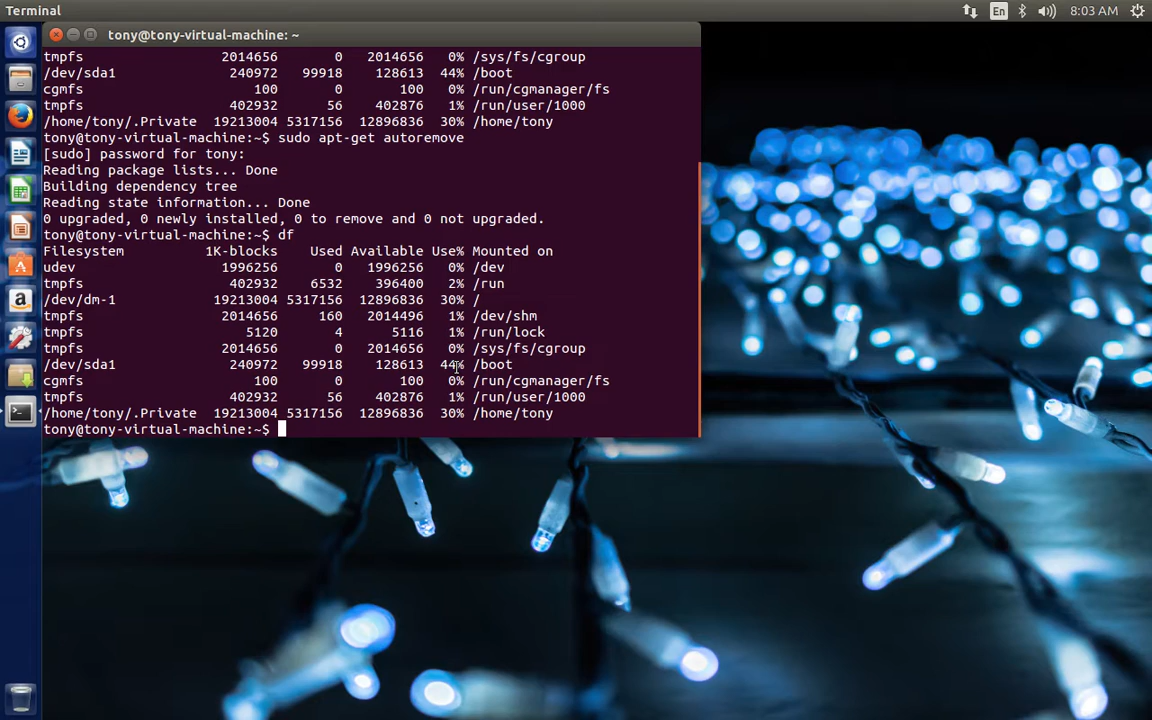 Terminal
En
8:03 AM
tony@tony-virtual-machine: ~
tmpfs 2014656 0 2014656 0% /sys/fs/cgroup
/dev/sda1 240972 99918 128613 44% /boot
cgmfs 100 0 100 0% /run/cgmanager/fs
tmpfs 402932 56 402876 1% /run/user/1000
/home/tony/.Private 19213004 5317156 12896836 30% /home/tony
tony@tony-virtual-machine:~$ sudo apt-get autoremove
[sudo] password for tony:
Reading package lists... Done
Building dependency tree
Reading state information... Done
0 upgraded, 0 newly installed, 0 to remove and 0 not upgraded.
tony@tony-virtual-machine:~$ df
Filesystem 1K-blocks Used Available Use% Mounted on
udev 1996256 0 1996256 0% /dev
tmpfs 402932 6532 396400 2% /run
/dev/dm-1 19213004 5317156 12896836 30% /
tmpfs 2014656 160 2014496 1% /dev/shm
tmpfs 5120 4 5116 1% /run/lock
tmpfs 2014656 0 2014656 0% /sys/fs/cgroup
/dev/sda1 240972 99918 128613 44% /boot
cgmfs 100 0 100 0% /run/cgmanager/fs
tmpfs 402932 56 402876 1% /run/user/1000
/home/tony/.Private 19213004 5317156 12896836 30% /home/tony
tony@tony-virtual-machine:~$